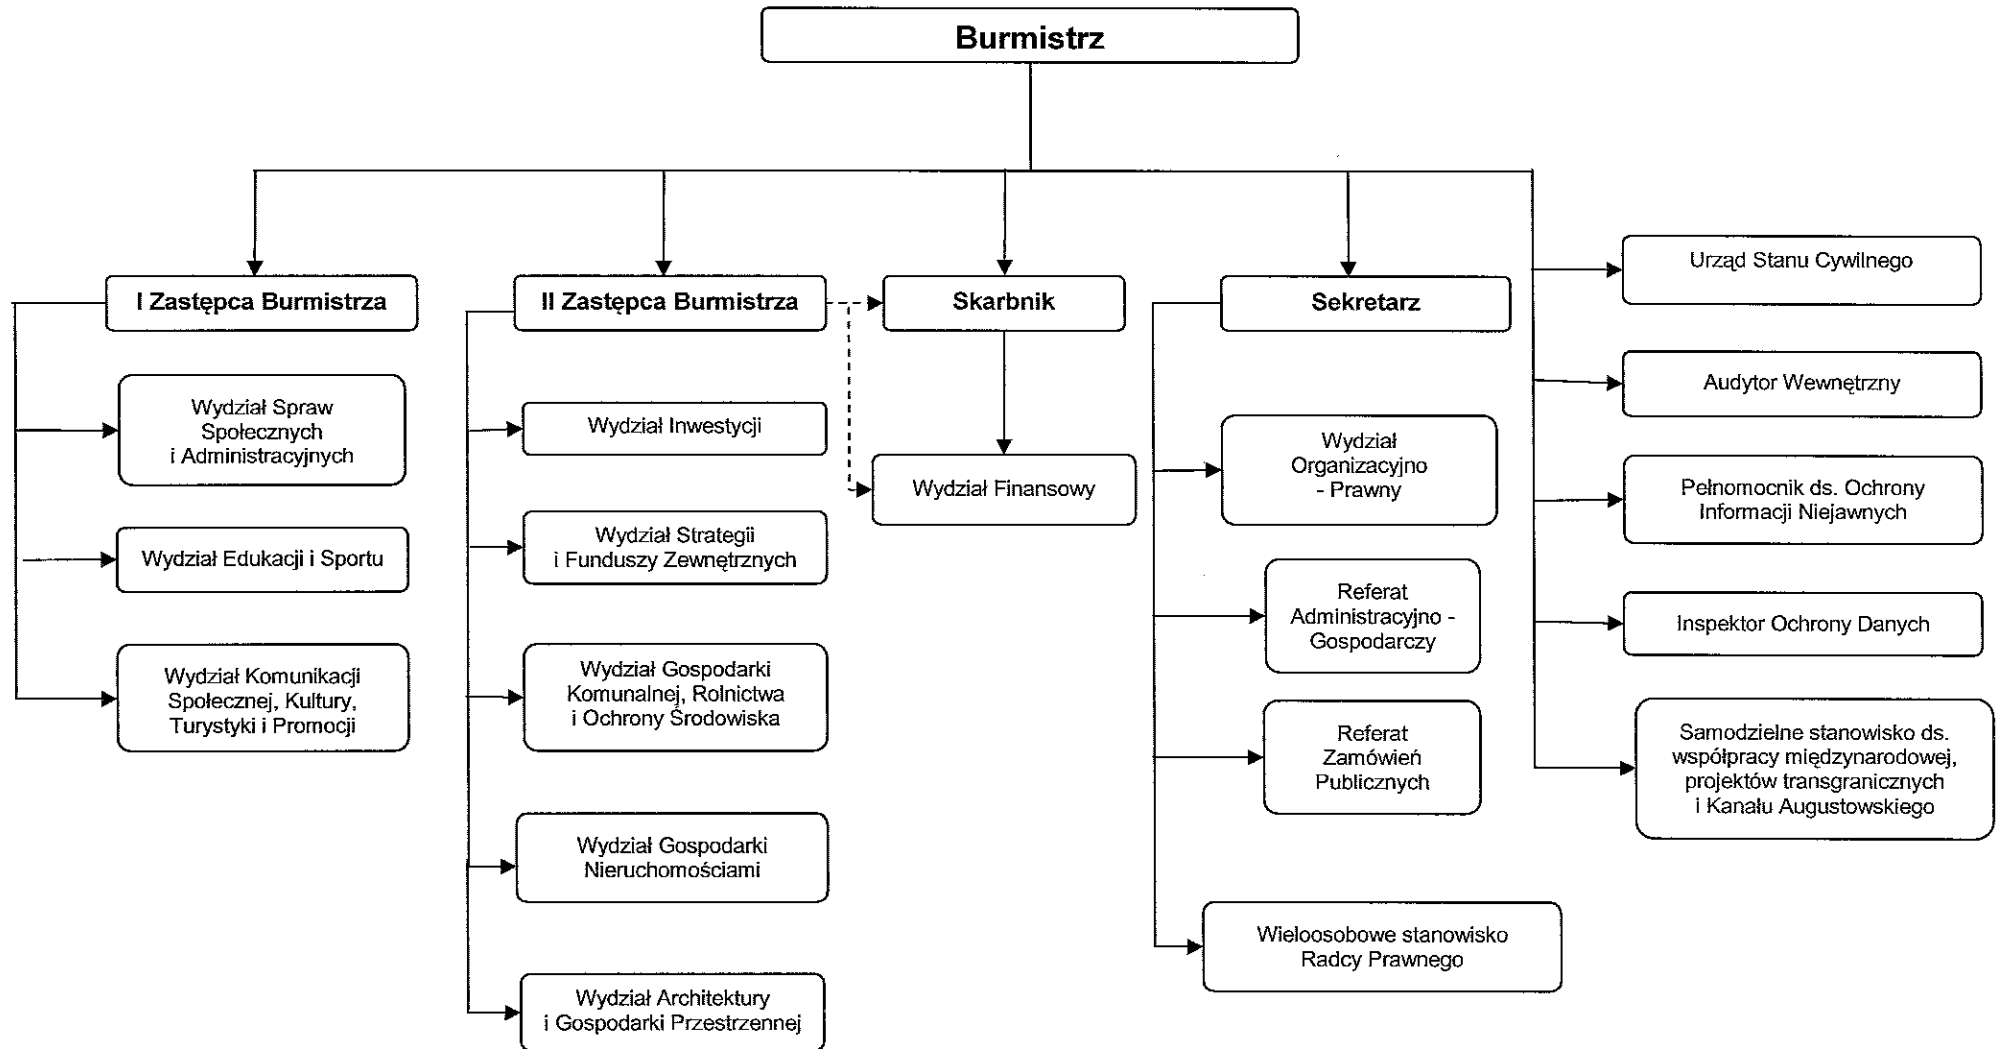 Burmistrz
I Zastępca Burmistrza
Wydział Spraw
Społecznych
i Administracyjnych
Wydział Edukacji i Sportu
Wydział Komunikacji
Społecznej, Kultury,
Turystyki i Promocji
II Zastępca Burmistrza
Wydział Inwestycji
Wydział Strategii
i Funduszy Zewnętrznych
Wydział Gospodarki
Komunalnej, Rolnictwa
i Ochrony Środowiska
Wydział Gospodarki
Nieruchomościami
Wydział Architektury
i Gospodarki Przestrzennej
Skarbnik
Wydział Finansowy
Sekretarz
Wydział
Organizacyjno
- Prawny
Referat
Administracyjno -
Gospodarczy
Referat
Zamówień
Publicznych
Wieloosobowe stanowisko
Radcy Prawnego
Urząd Stanu Cywilnego
Audytor Wewnętrzny
Pełnomocnik ds. Ochrony
Informacji Niejawnych
Inspektor Ochrony Danych
Samodzielne stanowisko ds.
współpracy międzynarodowej,
projektów transgranicznych
i Kanału Augustowskiego